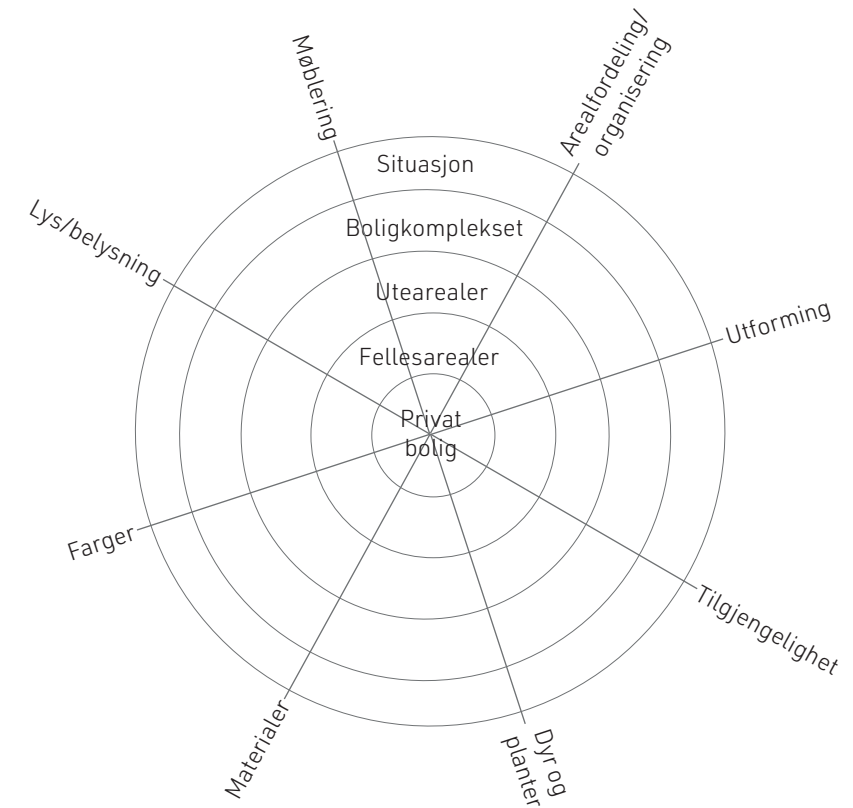 Møblering
Arealfordeling/
organisering
Situasjon
Lys/belysning
Boligkomplekset
Utearealer
Utforming
Fellesarealer
Privat
bolig
Farger
Tilgjengelighet
Materialer
Dyr og
planter